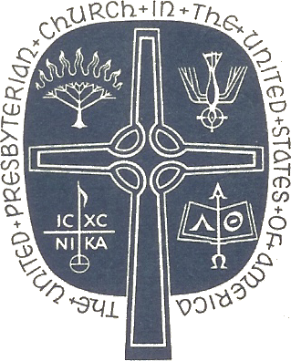 THE + UNITED + PRESBYTERIAN + CHURCH + IN + THE + UNITED + STATES + OF + AMERICA
IC XC
NI KA
Λ Θ
Ω